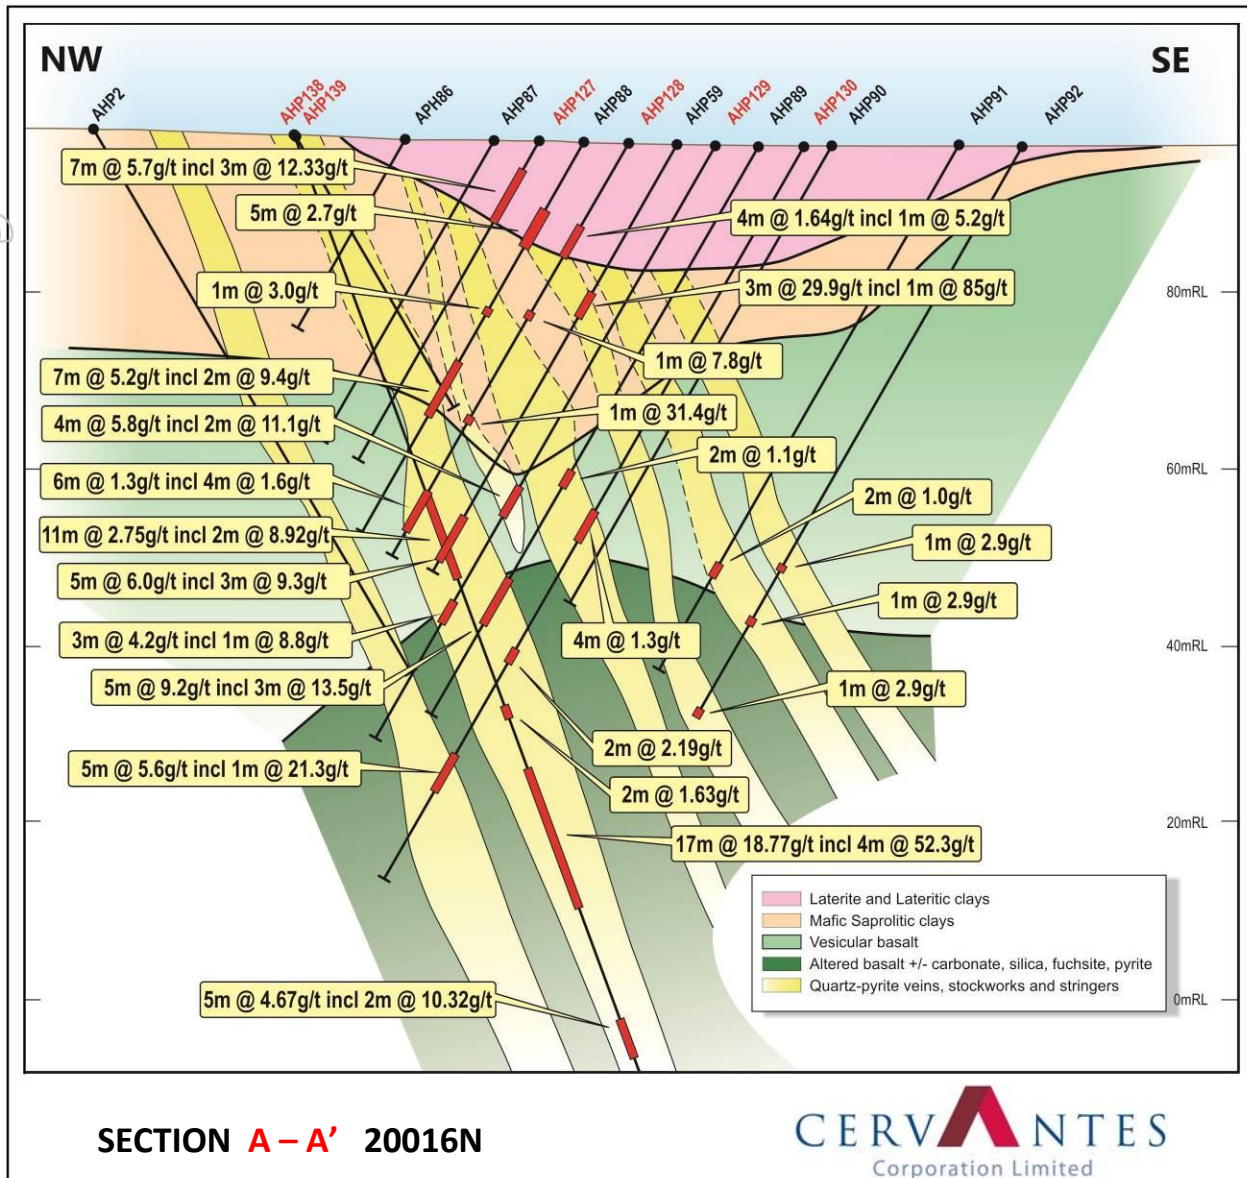 NW
SE
AHP2
AHP138
AHP139
APH86
AHP87
AHP127
AHP88
AHP128
AHP59
AHP129
AHP89
AHP130
AHP90
AHP91
AHP92
7m @ 5.7g/t incl 3m @ 12.33g/t
5m @ 2.7g/t
4m @ 1.64g/t incl 1m @ 5.2g/t
1m @ 3.0g/t
3m @ 29.9g/t incl 1m @ 85g/t
80mRL
1m @ 7.8g/t
7m @ 5.2g/t incl 2m @ 9.4g/t
4m @ 5.8g/t incl 2m @ 11.1g/t
1m @ 31.4g/t
2m @ 1.1g/t
60mRL
6m @ 1.3g/t incl 4m @ 1.6g/t
2m @ 1.0g/t
11m @ 2.75g/t incl 2m @ 8.92g/t
1m @ 2.9g/t
5m @ 6.0g/t incl 3m @ 9.3g/t
1m @ 2.9g/t
3m @ 4.2g/t incl 1m @ 8.8g/t
4m @ 1.3g/t
40mRL
5m @ 9.2g/t incl 3m @ 13.5g/t
1m @ 2.9g/t
2m @ 2.19g/t
5m @ 5.6g/t incl 1m @ 21.3g/t
2m @ 1.63g/t
20mRL
17m @ 18.77g/t incl 4m @ 52.3g/t
Laterite and Lateritic clays
Mafic Saprolitic clays
Vesicular basalt
Altered basalt +/- carbonate, silica, fuchsite, pyrite
Quartz-pyrite veins, stockworks and stringers
5m @ 4.67g/t incl 2m @ 10.32g/t
0mRL
SECTION A – A' 20016N
CERVANTES
Corporation Limited